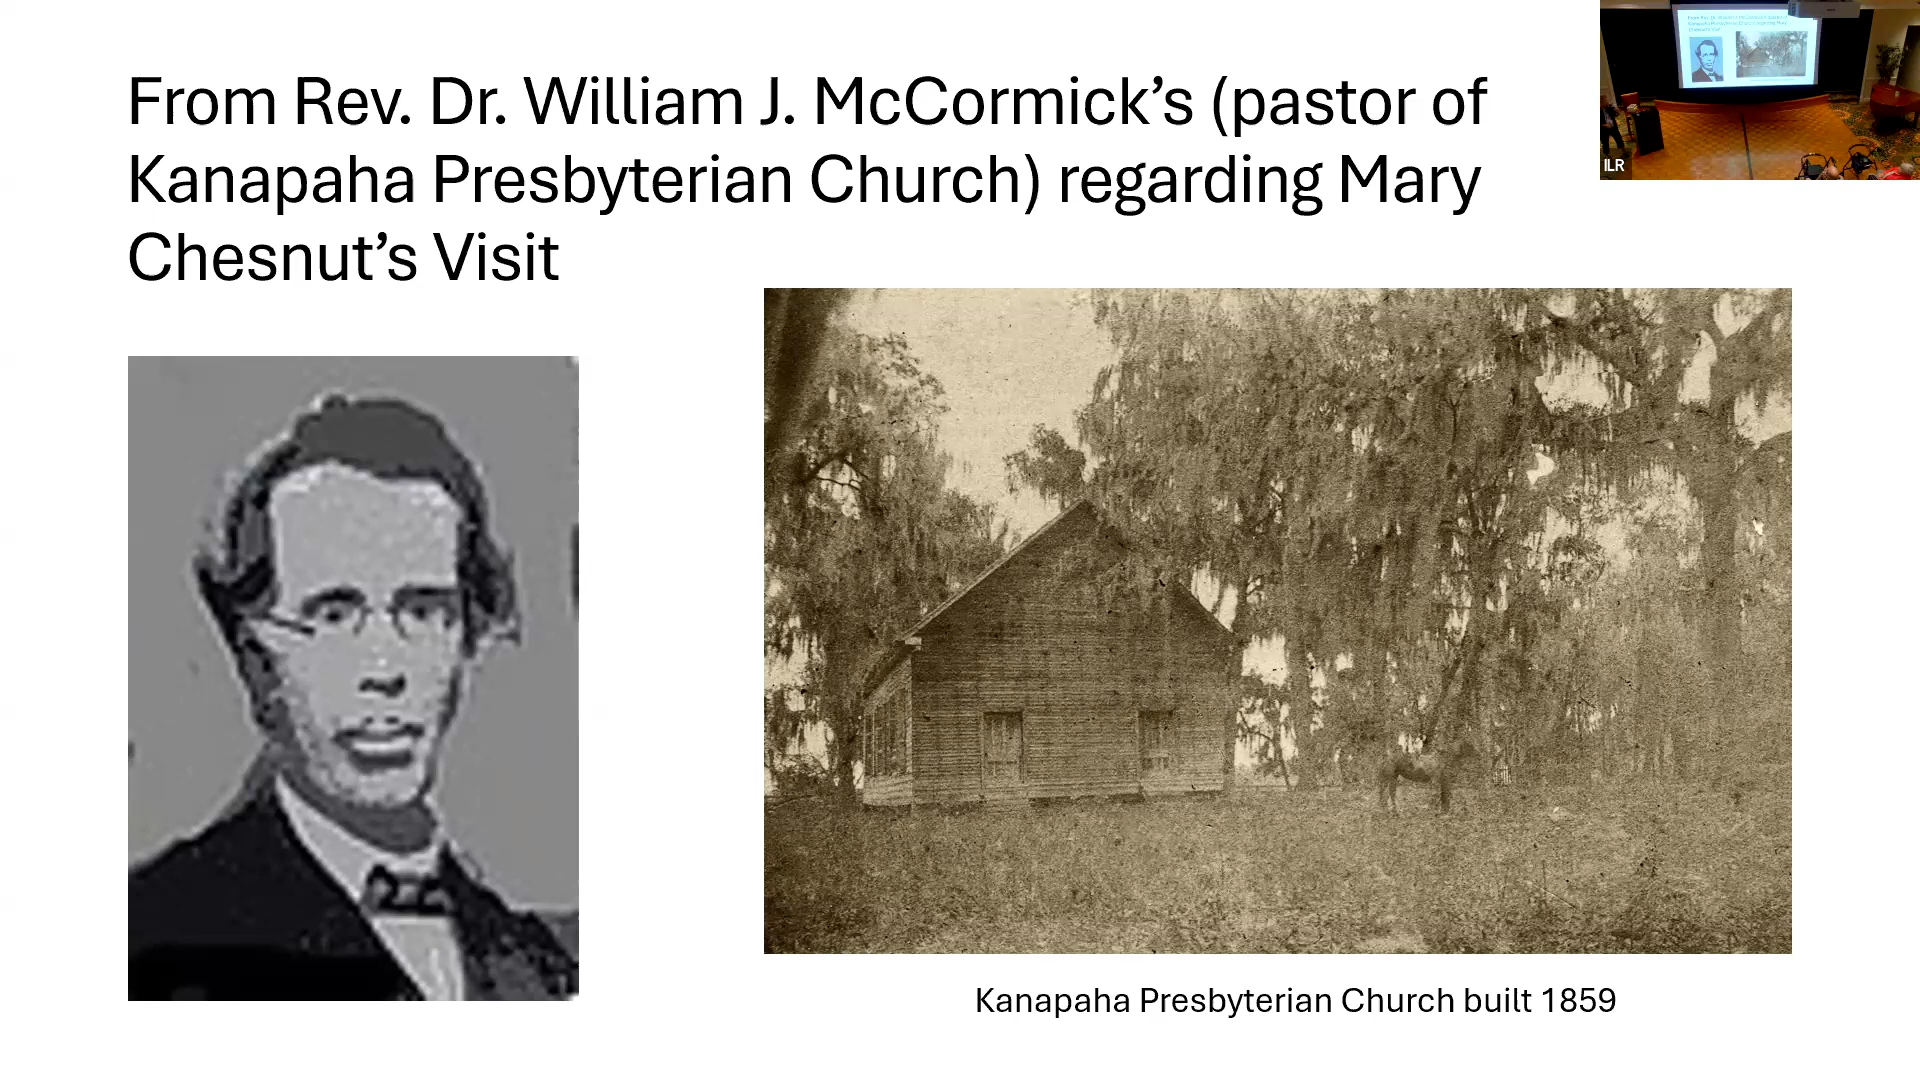 From Rev. Dr. William J. McCormick’s (pastor of
Kanapaha Presbyterian Church) regarding Mary
Chesnut’s Visit
ILR
Kanapaha Presbyterian Church built 1859